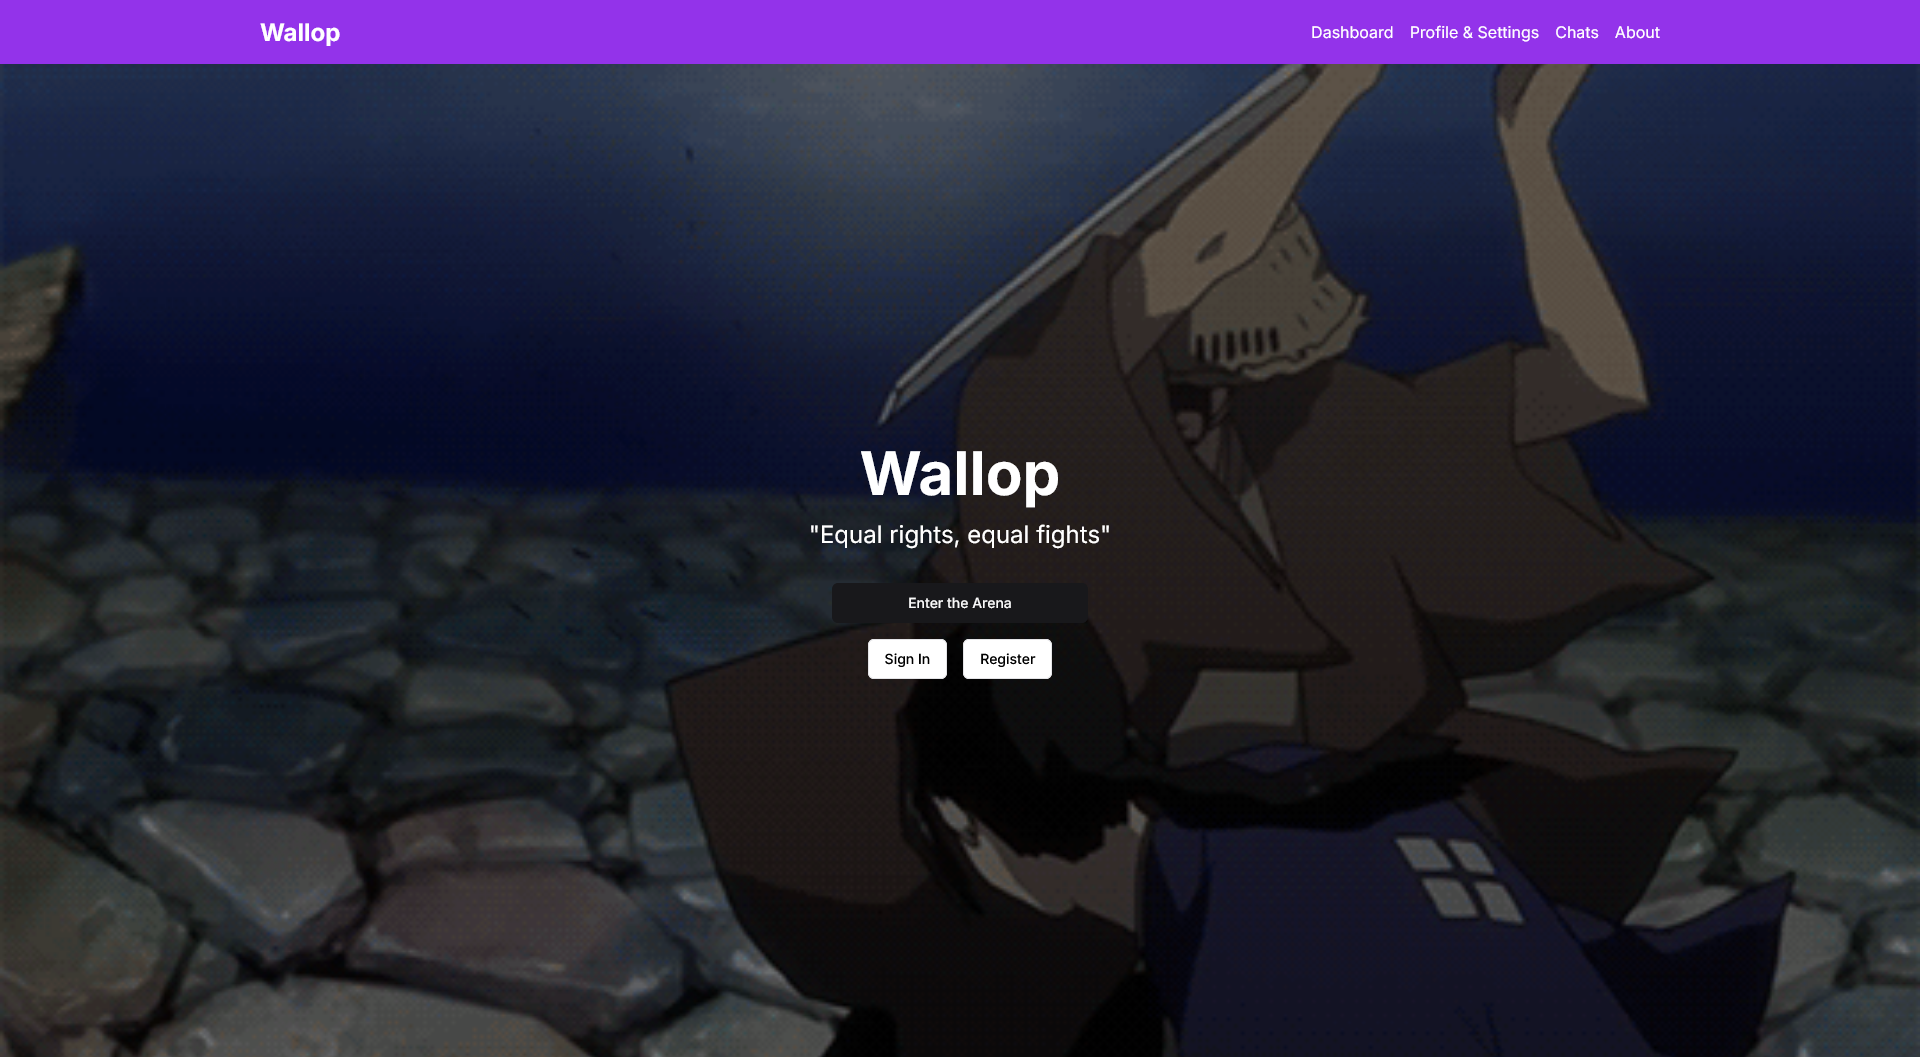 Wallop
Dashboard Profile & Settings Chats About
Wallop
"Equal rights, equal fights"
Enter the Arena
Sign In Register